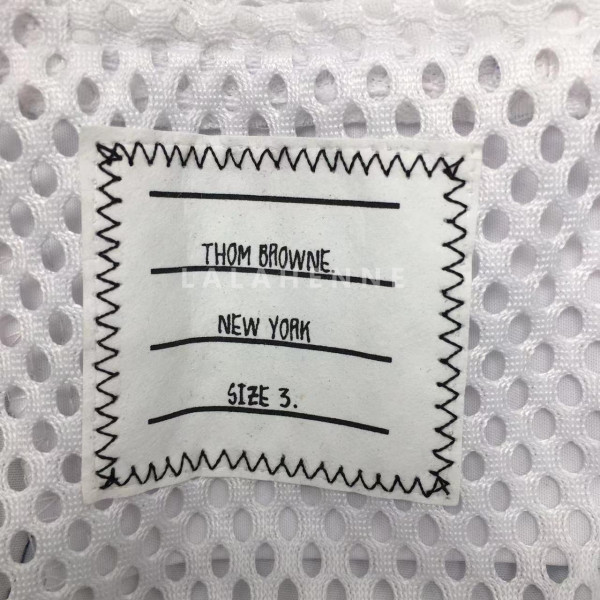 THOM BROWNE.
LALAHENNE
NEW YORK
SIZE 3.